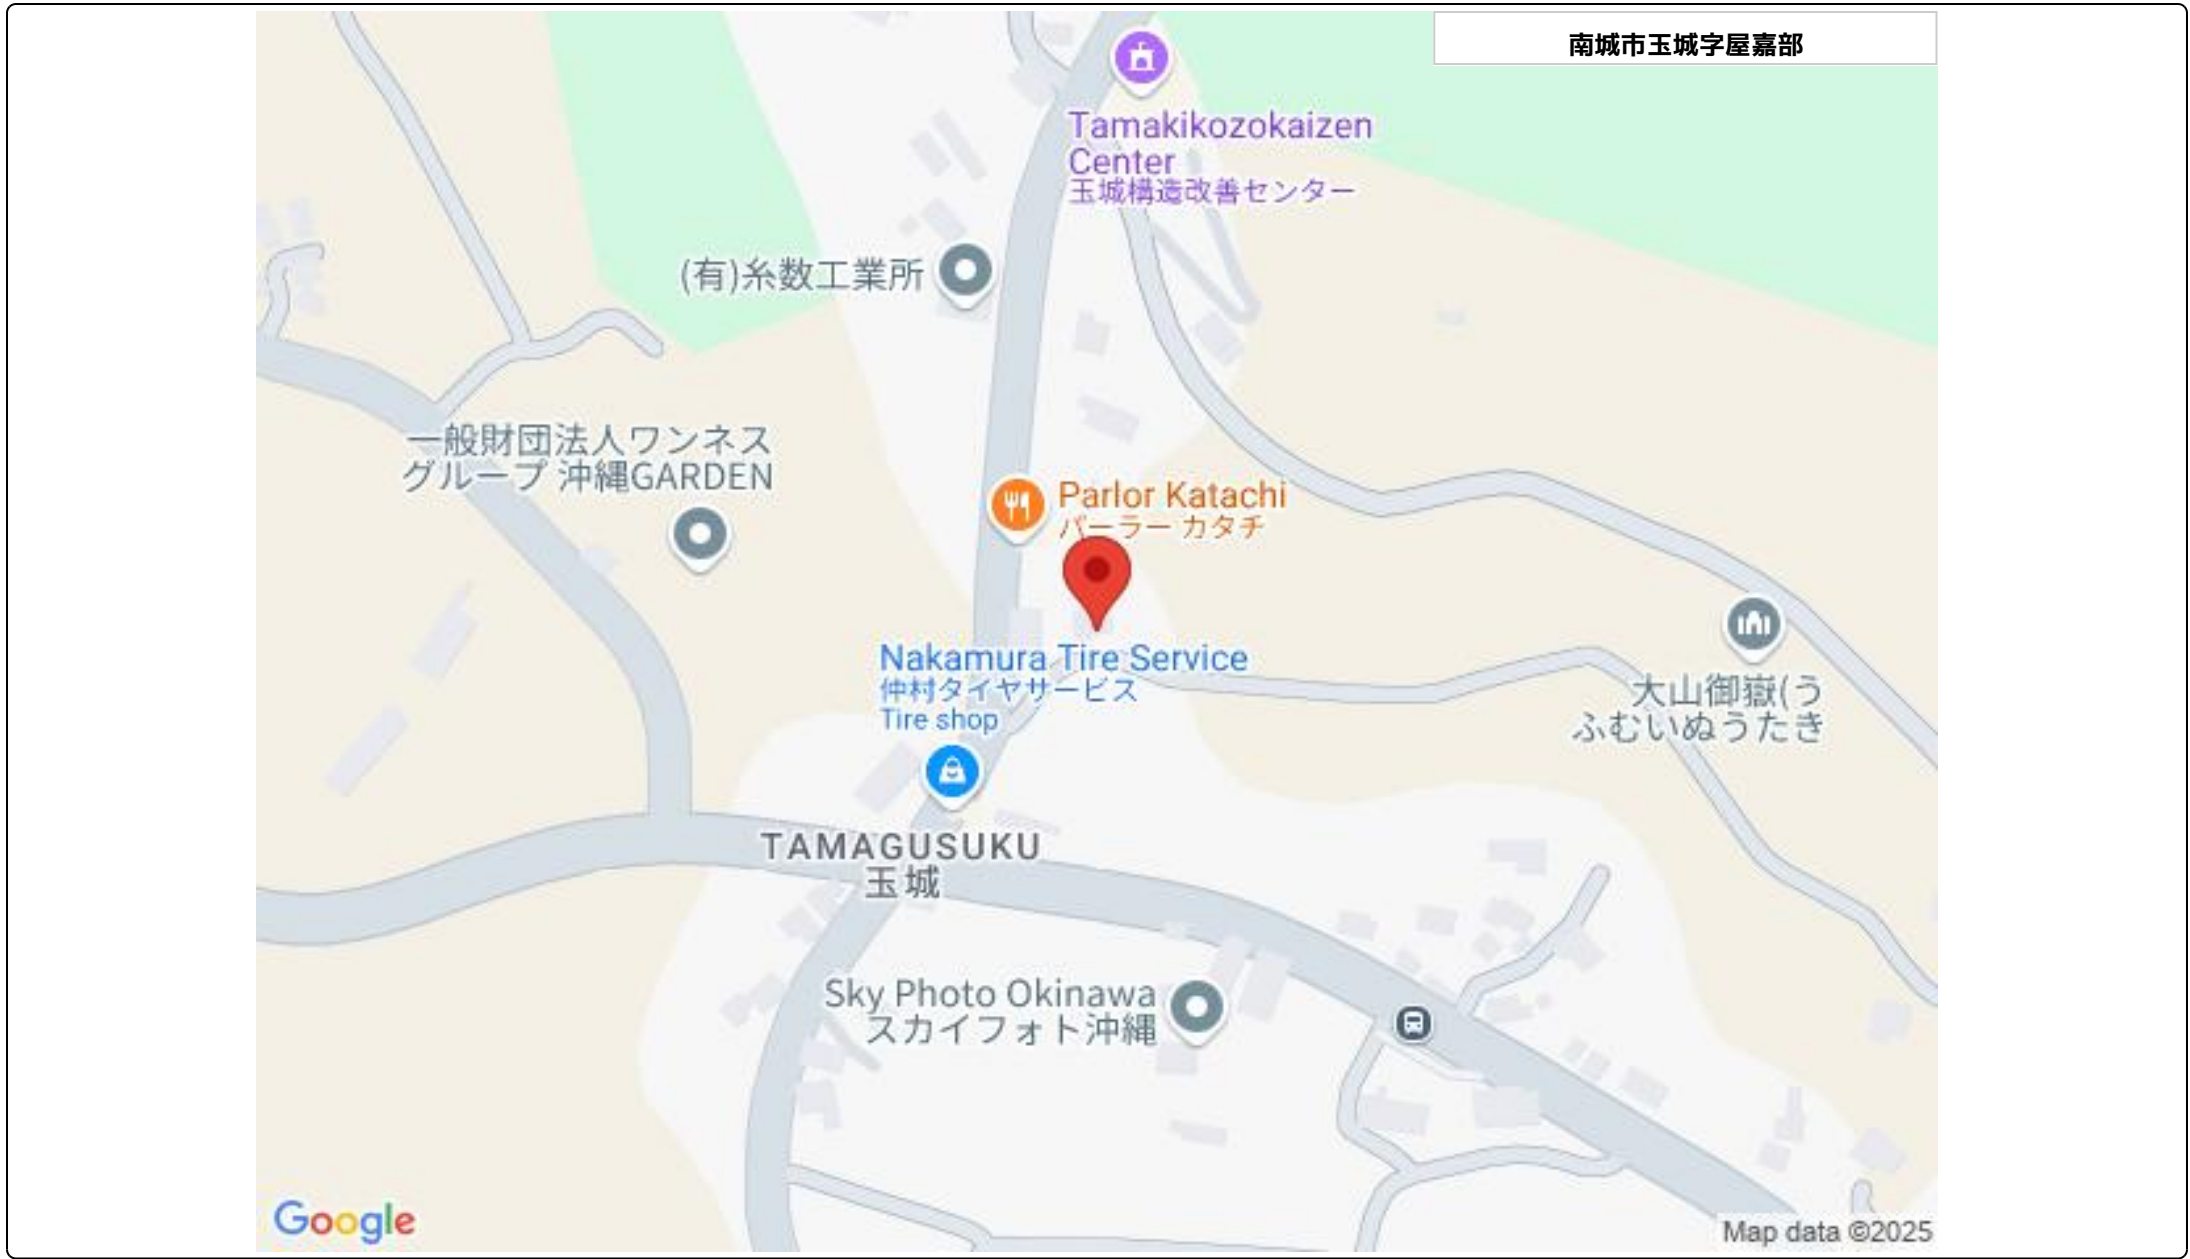 南城市玉城字屋嘉部
Tamakikozokaizen
Center
玉城構造改善センター
(有)糸数工業所
一般財団法人ワンネス
グループ 沖縄GARDEN
Parlor Katachi
パーラー カタチ
Nakamura Tire Service
仲村タイヤサービス
Tire shop
大山御嶽(う
ふむいぬうたき
TAMAGUSUKU
玉城
Sky Photo Okinawa
スカイフォト沖縄
Google
Map data ©2025